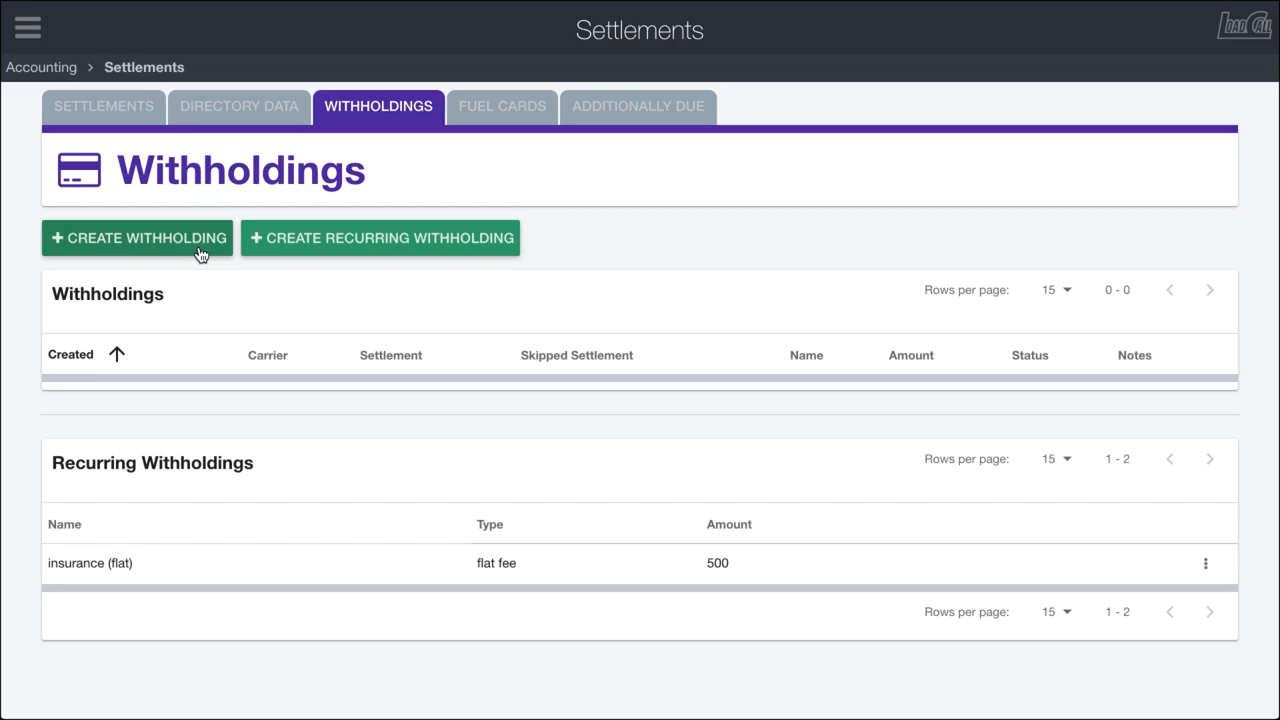 Settlements
LOAD CALL
Accounting > Settlements
SETTLEMENTS DIRECTORY DATA WITHHOLDINGS FUEL CARDS ADDITIONALLY DUE
Withholdings
+ CREATE WITHHOLDING + CREATE RECURRING WITHHOLDING
Withholdings Rows per page: 15 0 - 0
Created Carrier Settlement Skipped Settlement Name Amount Status Notes
Recurring Withholdings Rows per page: 15 1 - 2
Name Type Amount
insurance (flat) flat fee 500
Rows per page: 15 1 - 2